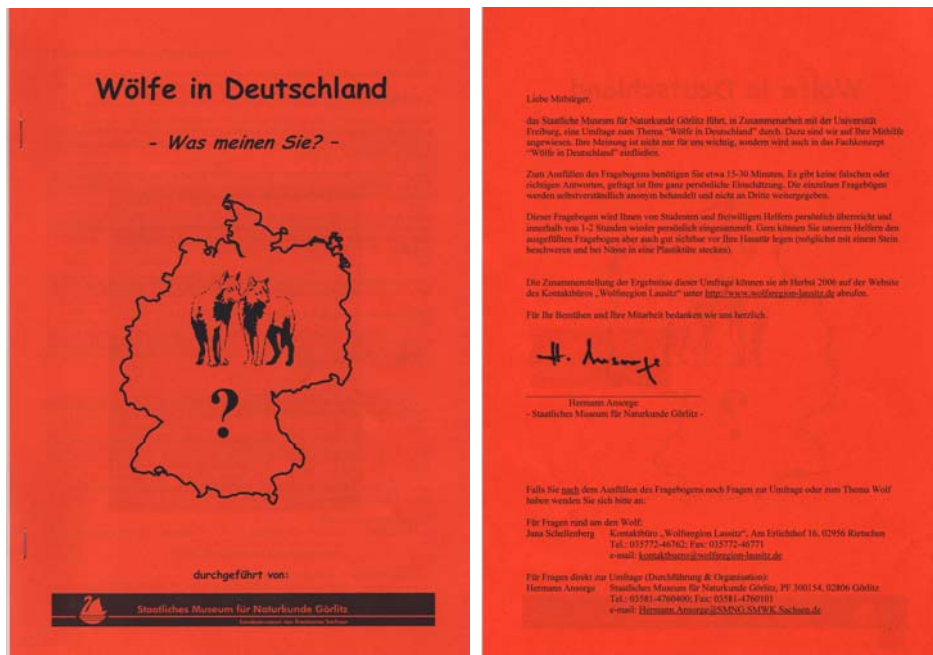 Wölfe in Deutschland
- Was meinen Sie? -
?
durchgeführt von:
Staatliches Museum für Naturkunde Görlitz
Landesmuseum des Freistaates Sachsen
Liebe Mitbürger,
das Staatliche Museum für Naturkunde Görlitz führt, in Zusammenarbeit mit der Universität
Freiburg, eine Umfrage zum Thema "Wölfe in Deutschland" durch. Dazu sind wir auf Ihre Mithilfe
angewiesen. Ihre Meinung ist nicht nur für uns wichtig, sondern wird auch in das Fachkonzept
"Wölfe in Deutschland" einfließen.
Zum Ausfüllen des Fragebogens benötigen Sie etwa 15-30 Minuten. Es gibt keine falschen oder
richtigen Antworten, gefragt ist Ihre ganz persönliche Einschätzung. Die einzelnen Fragebögen
werden selbstverständlich anonym behandelt und nicht an Dritte weitergegeben.
Dieser Fragebogen wird Ihnen von Studenten und freiwilligen Helfern persönlich überreicht und
innerhalb von 1-2 Stunden wieder persönlich eingesammelt. Gern können Sie unseren Helfern den
ausgefüllten Fragebogen aber auch gut sichtbar vor Ihre Haustür legen (möglichst mit einem Stein
beschweren und bei Nässe in eine Plastiktüte stecken).
Die Zusammenstellung der Ergebnisse dieser Umfrage können sie ab Herbst 2006 auf der Website
des Kontaktbüros „Wolfsregion Lausitz" unter http://www.wolfsregion-lausitz.de abrufen.
Für Ihr Bemühen und Ihre Mitarbeit bedanken wir uns herzlich.
H. Ansorge
Hermann Ansorge
- Staatliches Museum für Naturkunde Görlitz -
Falls Sie nach dem Ausfüllen des Fragebogens noch Fragen zur Umfrage oder zum Thema Wolf
haben wenden Sie sich bitte an:
Für Fragen rund um den Wolf:
Jana Schellenberg Kontaktbüro „Wolfsregion Lausitz", Am Erlichthof 16, 02956 Rietschen
Tel.: 035772-46762; Fax: 035772-46771
e-mail: kontaktbuero@wolfsregion-lausitz.de
Für Fragen direkt zur Umfrage (Durchführung & Organisation):
Hermann Ansorge Staatliches Museum für Naturkunde Görlitz, PF 300154, 02806 Görlitz
Tel.: 03581-4760400; Fax: 03581-4760101
e-mail: Hermann.Ansorge@SMNG.SMWK.Sachsen.de